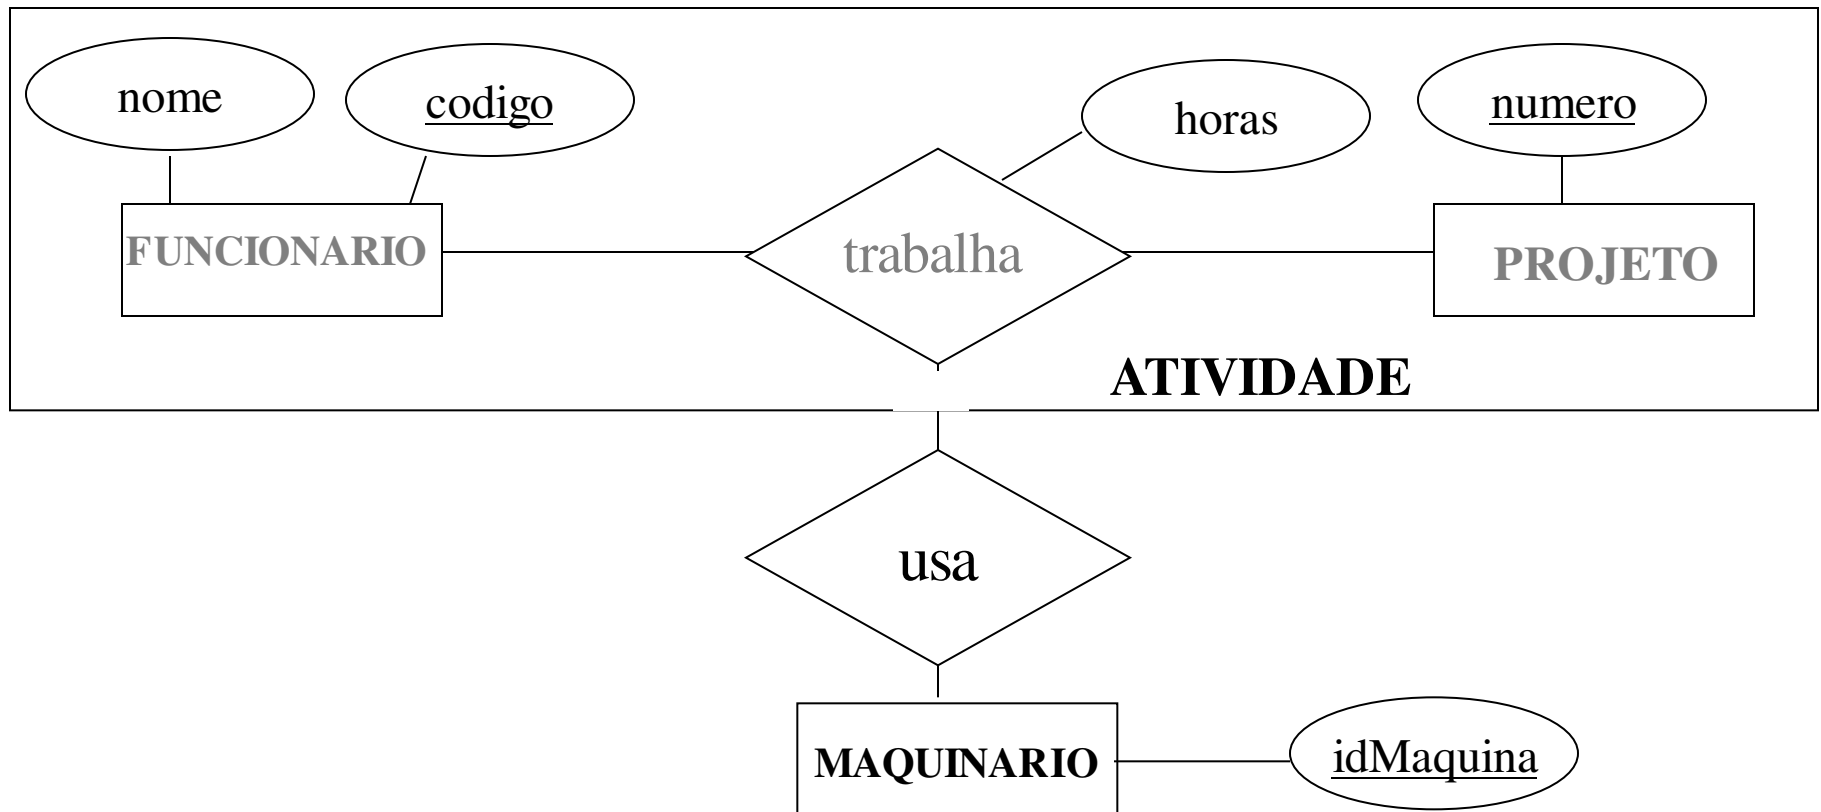 nome
codigo
horas
numero
FUNCIONARIO
trabalha
PROJETO
ATIVIDADE
usa
MAQUINARIO
idMaquina